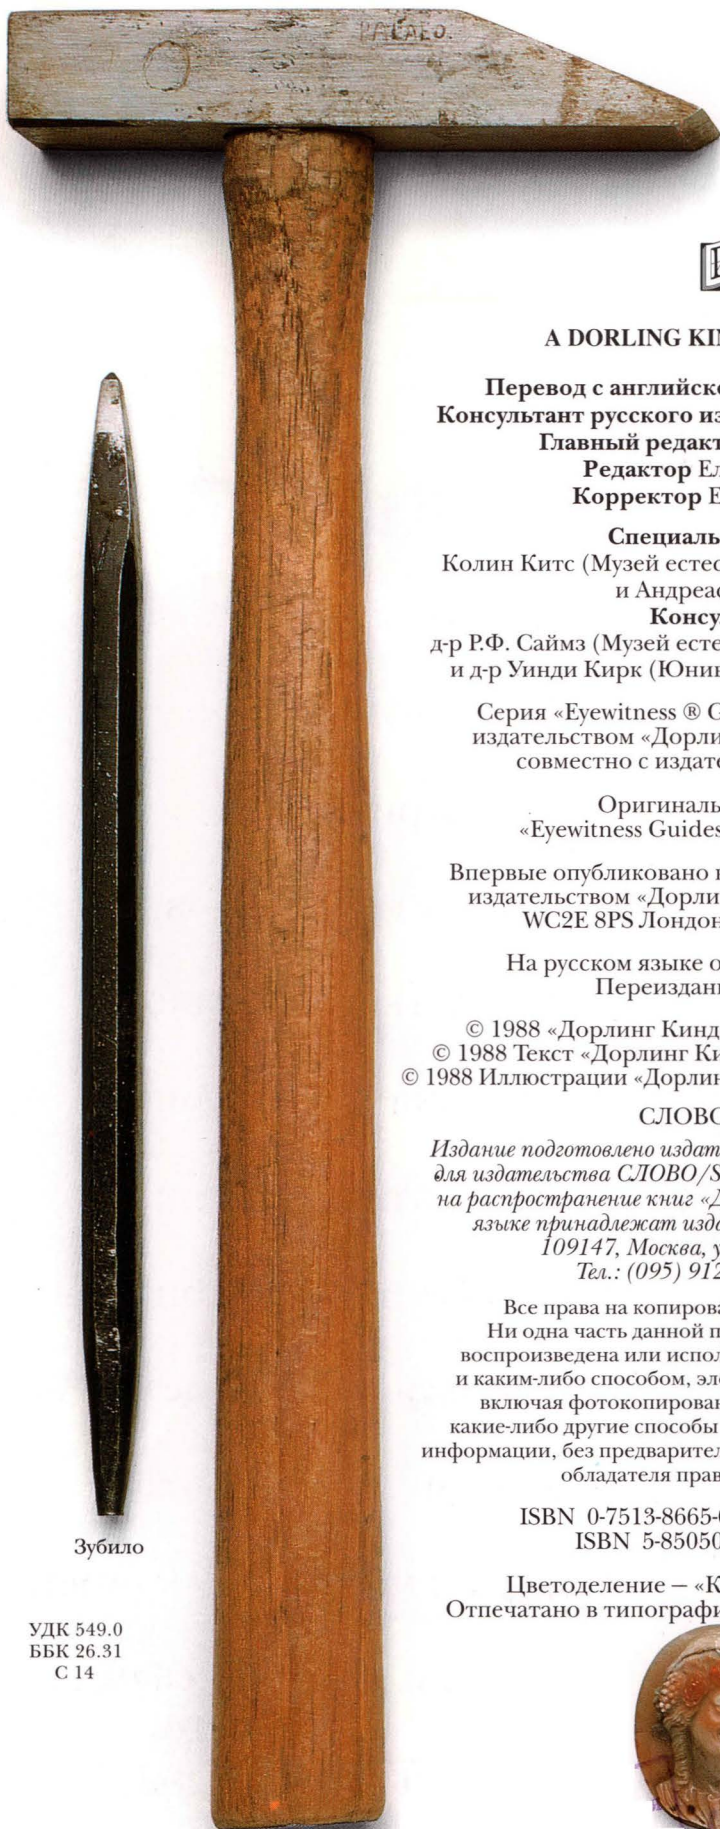 PALAEO.
A DORLING KI
Перевод с английск
Консультант русского из
Главный редакт
Редактор Ел
Корректор Е
Специаль
Колин Китс (Музей естес
и Андреас
Консу
д-р Р.Ф. Саймз (Музей есте
и д-р Уинди Кирк (Юнив
Серия «Eyewitness ® G
издательством «Дорли
совместно с издате
Оригиналь
«Eyewitness Guides
Впервые опубликовано
издательством «Дорли
WC2E 8PS Лондон
На русском языке о
Переиздан
© 1988 «Дорлинг Кинд
© 1988 Текст «Дорлинг Ки
© 1988 Иллюстрации «Дорлин
СЛОВО
Издание подготовлено издат
для издательства СЛОВО/S
на распространение книг «Д
языке принадлежат изда
109147, Москва, у
Тел.: (095) 912
Все права на копирова
Ни одна часть данной п
воспроизведена или испол
и каким-либо способом, эле
включая фотокопирован
какие-либо другие способы
информации, без предварител
обладателя прав
ISBN 0-7513-8665-
ISBN 5-85050
Цветоделение – «К
Отпечатано в типографи
Зубило
УДК 549.0
ББК 26.31
С 14